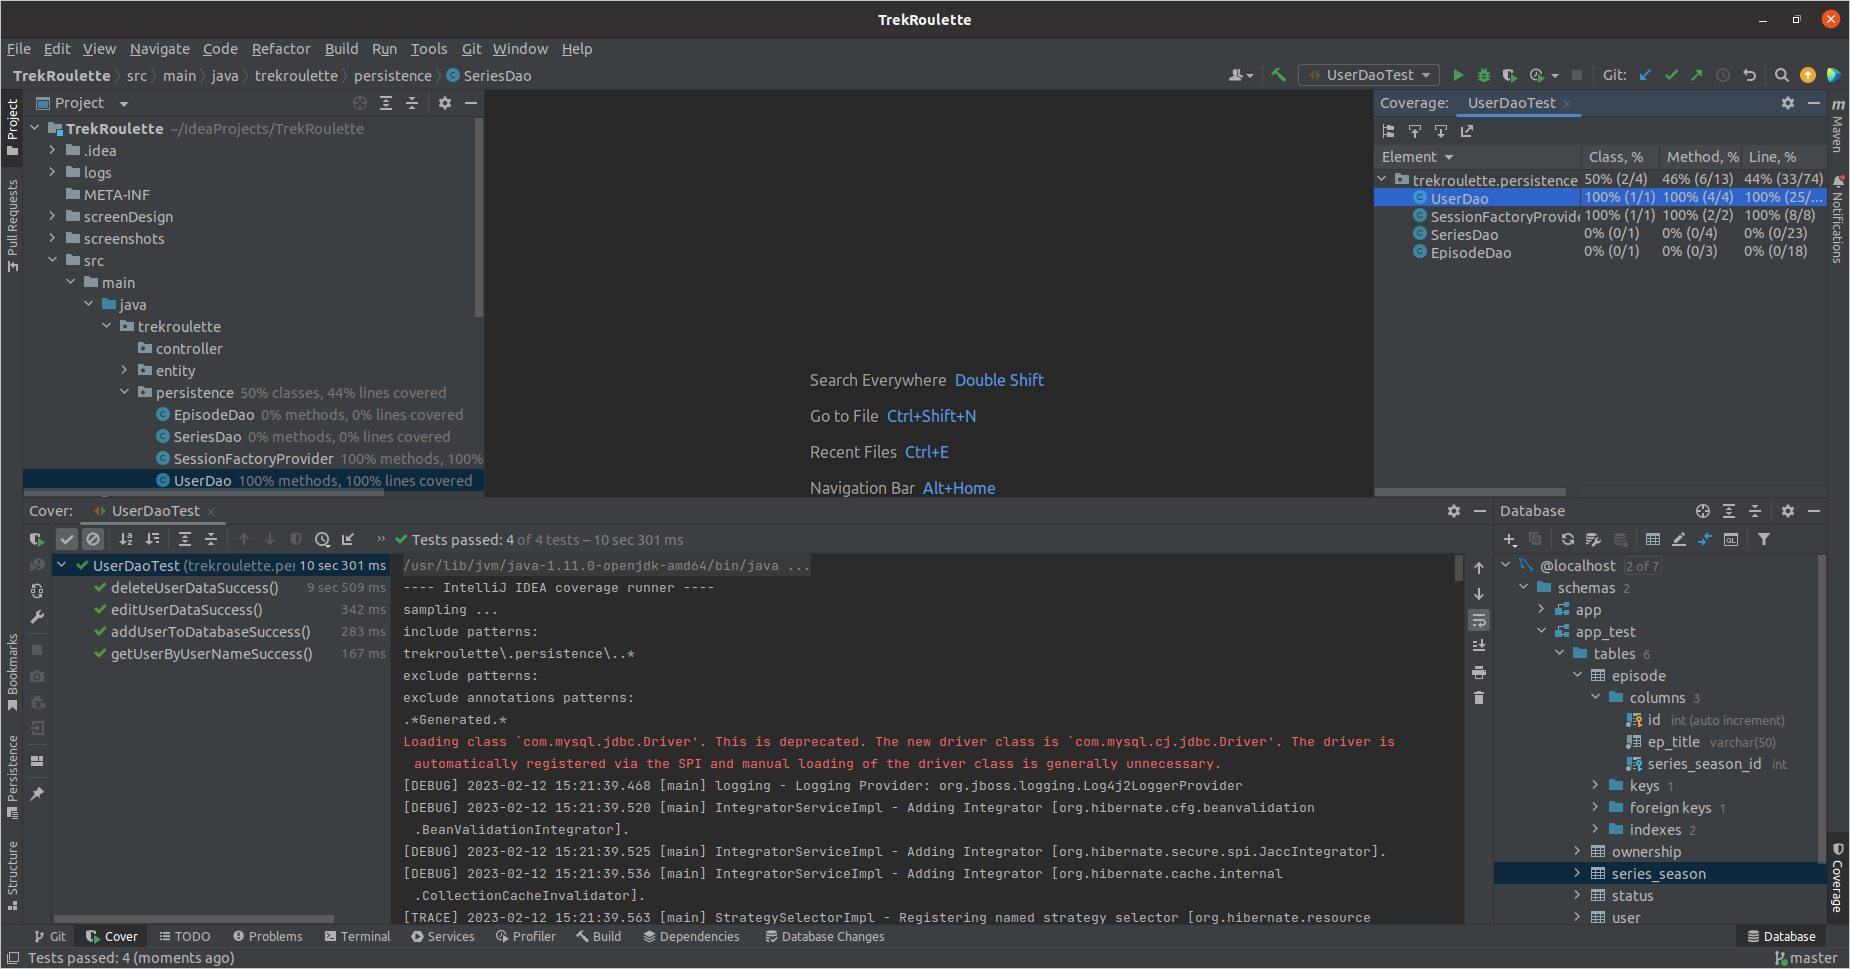 TrekRoulette
File Edit View Navigate Code Refactor Build Run Tools Git Window Help
TrekRoulette src main java trekroulette persistence SeriesDao
UserDaoTest
Git:
Project
Pull Requests
Bookmarks
Persistence
Structure
Project
TrekRoulette ~/IdeaProjects/TrekRoulette
.idea
logs
META-INF
screenDesign
screenshots
src
main
java
trekroulette
controller
entity
persistence 50% classes, 44% lines covered
EpisodeDao 0% methods, 0% lines covered
SeriesDao 0% methods, 0% lines covered
SessionFactoryProvider 100% methods, 100%
UserDao 100% methods, 100% lines covered
Search Everywhere Double Shift
Go to File Ctrl+Shift+N
Recent Files Ctrl+E
Navigation Bar Alt+Home
Coverage: UserDaoTest
Element Class, % Method, % Line, %
trekroulette.persistence 50% (2/4) 46% (6/13) 44% (33/74)
UserDao 100% (1/1) 100% (4/4) 100% (25/...
SessionFactoryProvide 100% (1/1) 100% (2/2) 100% (8/8)
SeriesDao 0% (0/1) 0% (0/4) 0% (0/23)
EpisodeDao 0% (0/1) 0% (0/3) 0% (0/18)
m Maven
Notifications
Coverage
Cover: UserDaoTest
Tests passed: 4 of 4 tests – 10 sec 301 ms
UserDaoTest (trekroulette.per 10 sec 301 ms
deleteUserDataSuccess() 9 sec 509 ms
editUserDataSuccess() 342 ms
addUserToDatabaseSuccess() 283 ms
getUserByUserNameSuccess() 167 ms
/usr/lib/jvm/java-1.11.0-openjdk-amd64/bin/java ...
---- IntelliJ IDEA coverage runner ----
sampling ...
include patterns:
trekroulette\.persistence\..*
exclude patterns:
exclude annotations patterns:
.*Generated.*
Loading class `com.mysql.jdbc.Driver'. This is deprecated. The new driver class is `com.mysql.cj.jdbc.Driver'. The driver is
automatically registered via the SPI and manual loading of the driver class is generally unnecessary.
[DEBUG] 2023-02-12 15:21:39.468 [main] logging - Logging Provider: org.jboss.logging.Log4j2LoggerProvider
[DEBUG] 2023-02-12 15:21:39.520 [main] IntegratorServiceImpl - Adding Integrator [org.hibernate.cfg.beanvalidation
.BeanValidationIntegrator].
[DEBUG] 2023-02-12 15:21:39.525 [main] IntegratorServiceImpl - Adding Integrator [org.hibernate.secure.spi.JaccIntegrator].
[DEBUG] 2023-02-12 15:21:39.536 [main] IntegratorServiceImpl - Adding Integrator [org.hibernate.cache.internal
.CollectionCacheInvalidator].
[TRACE] 2023-02-12 15:21:39.563 [main] StrategySelectorImpl - Registering named strategy selector [org.hibernate.resource
Database
@localhost 2 of 7
schemas 2
app
app_test
tables 6
episode
columns 3
id int (auto increment)
ep_title varchar(50)
series_season_id int
keys 1
foreign keys 1
indexes 2
ownership
series_season
status
user
Git Cover TODO Problems Terminal Services Profiler Build Dependencies Database Changes
Database
Tests passed: 4 (moments ago)
master